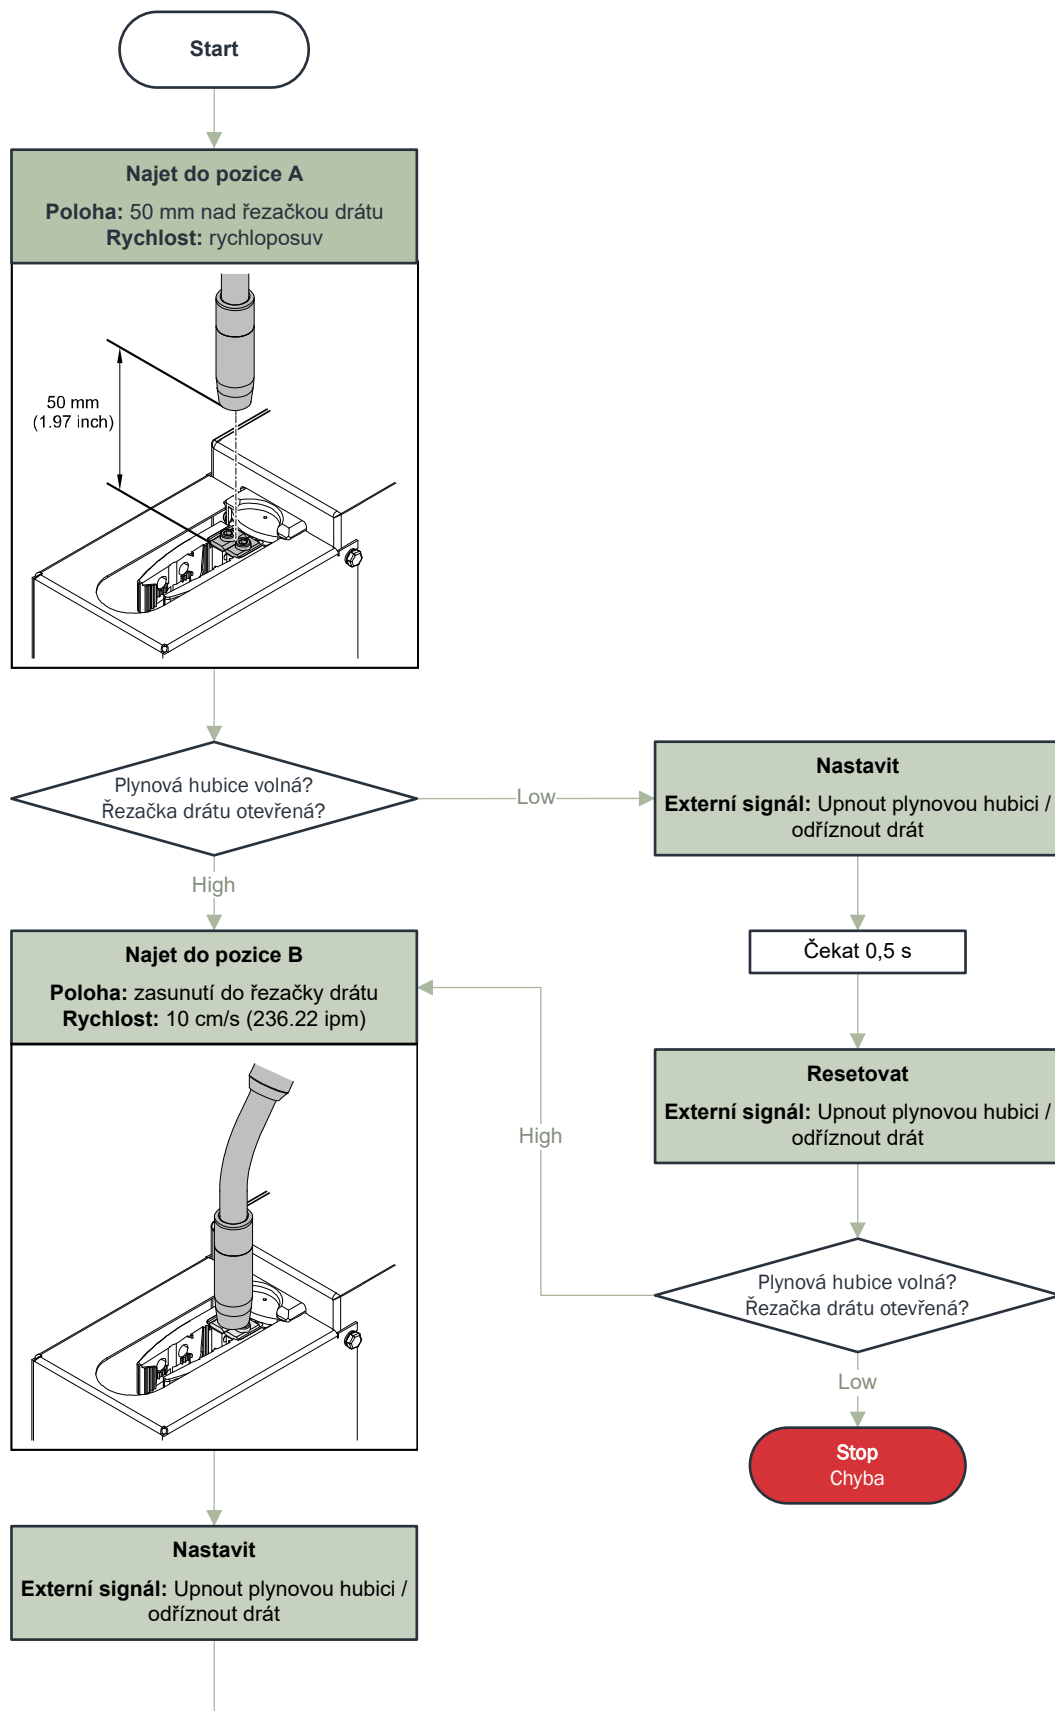 Start
Najet do pozice A
Poloha: 50 mm nad řezačkou drátu
Rychlost: rychloposuv
50 mm
(1.97 inch)
Plynová hubice volná?
Řezačka drátu otevřená?
Low
High
Nastavit
Externí signál: Upnout plynovou hubici /
odříznout drát
Čekat 0,5 s
Resetovat
Externí signál: Upnout plynovou hubici /
odříznout drát
Plynová hubice volná?
Řezačka drátu otevřená?
High
Low
Stop
Chyba
Najet do pozice B
Poloha: zasunutí do řezačky drátu
Rychlost: 10 cm/s (236.22 ipm)
Nastavit
Externí signál: Upnout plynovou hubici /
odříznout drát